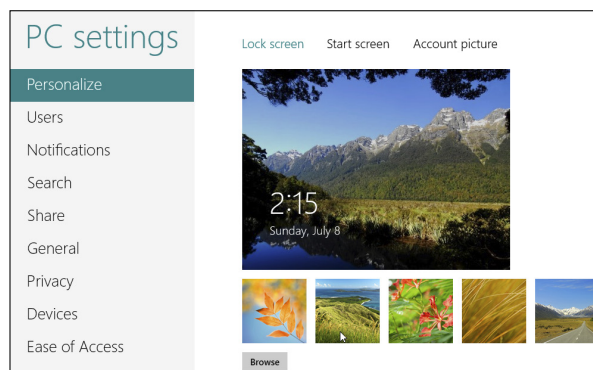 PC settings
Lock screen Start screen Account picture
Personalize
Users
Notifications
Search
Share
General
Privacy
Devices
Ease of Access
2:15
Sunday, July 8
Browse